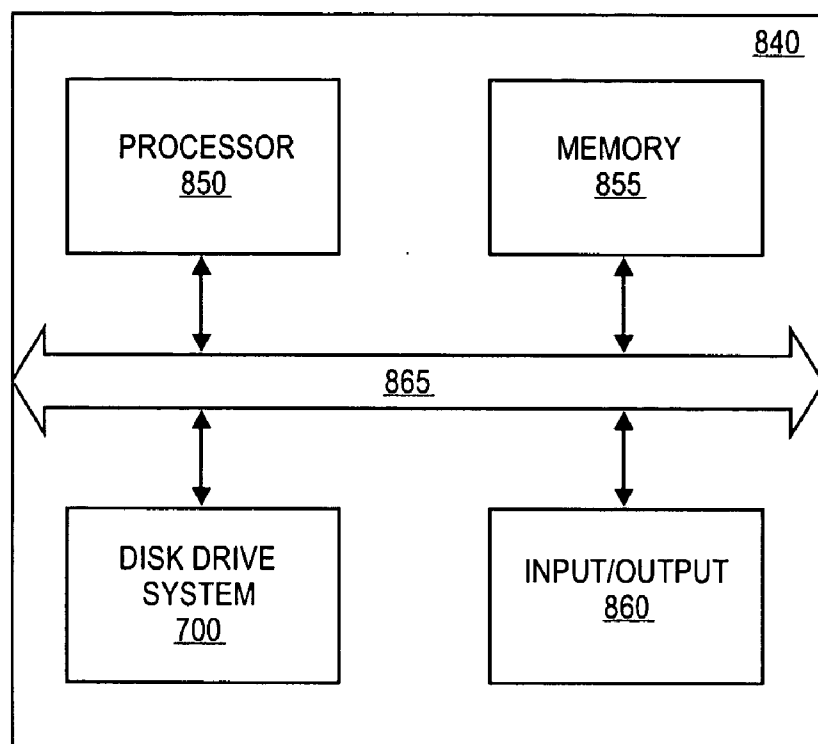 840
PROCESSOR
850
MEMORY
855
865
DISK DRIVE
SYSTEM
700
INPUT/OUTPUT
860